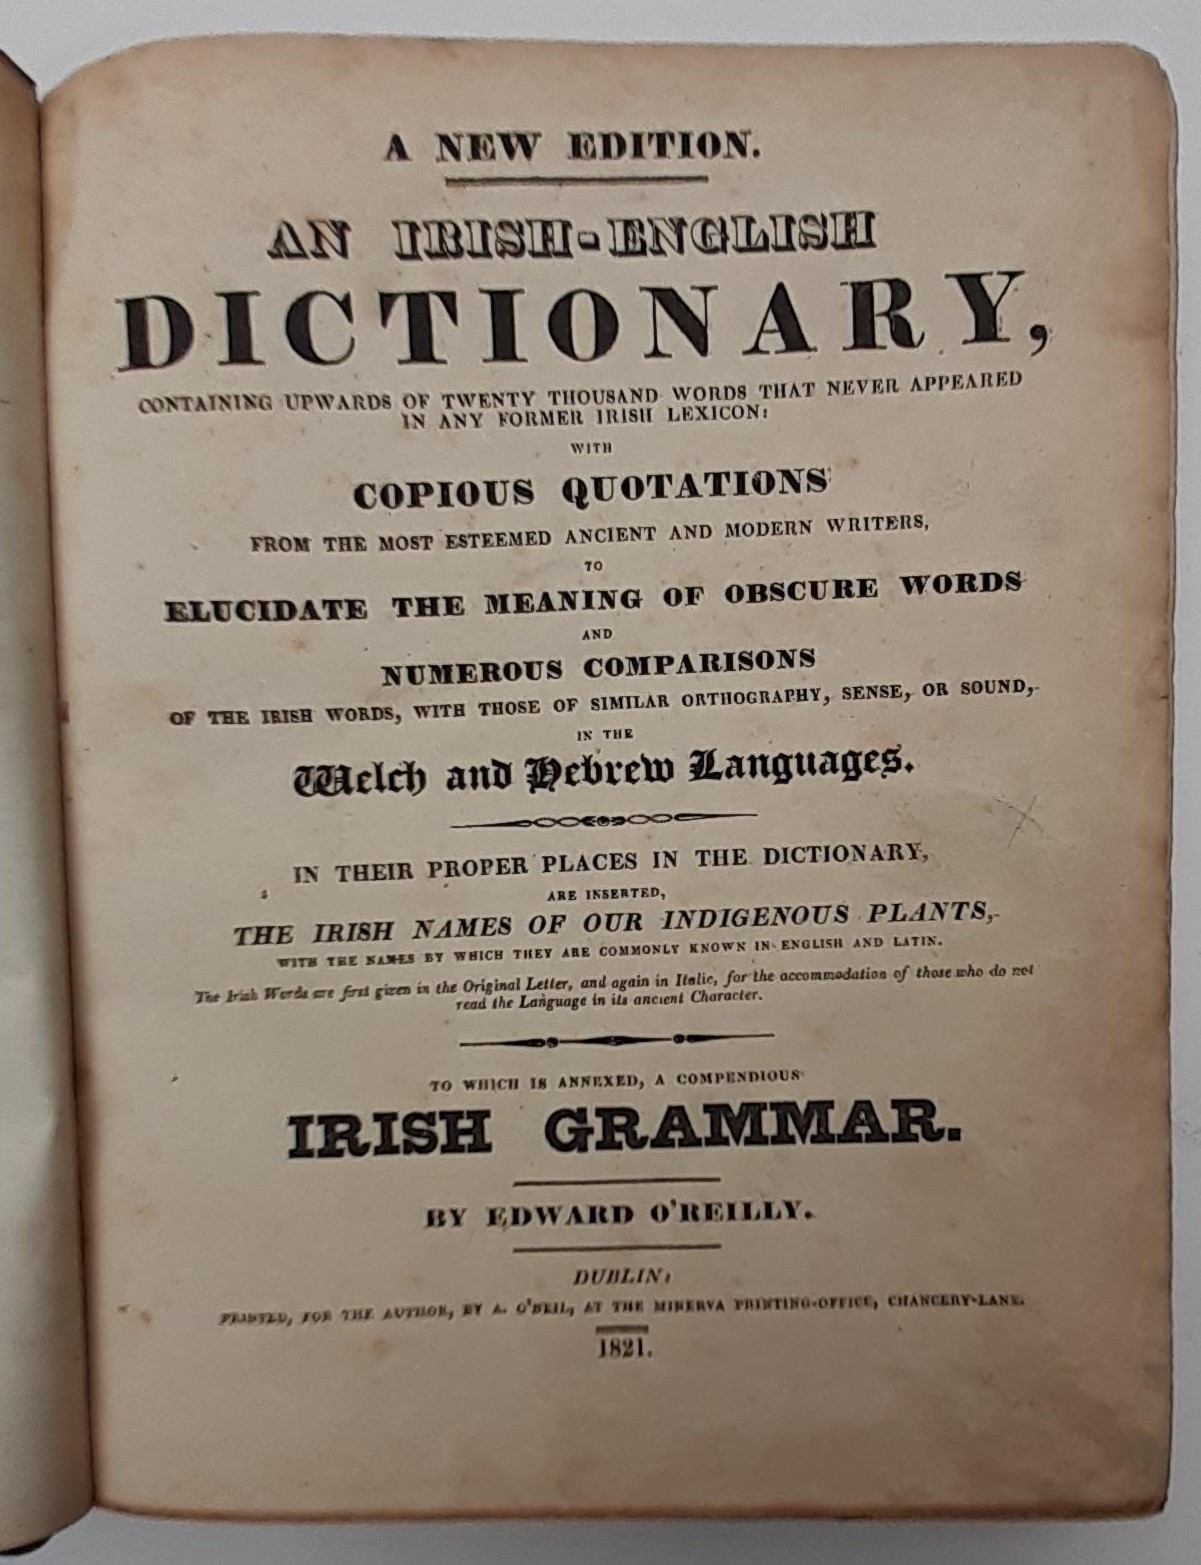 A NEW EDITION.
AN IRISH-ENGLISH
DICTIONARY,
CONTAINING UPWARDS OF TWENTY THOUSAND WORDS THAT NEVER APPEARED
IN ANY FORMER IRISH LEXICON:
WITH
COPIOUS QUOTATIONS
FROM THE MOST ESTEEMED ANCIENT AND MODERN WRITERS,
TO
ELUCIDATE THE MEANING OF OBSCURE WORDS
AND
NUMEROUS COMPARISONS
OF THE IRISH WORDS, WITH THOSE OF SIMILAR ORTHOGRAPHY, SENSE, OR SOUND,
IN THE
Welch and Hebrew Languages.
IN THEIR PROPER PLACES IN THE DICTIONARY,
ARE INSERTED,
THE IRISH NAMES OF OUR INDIGENOUS PLANTS,
WITH THE NAMES BY WHICH THEY ARE COMMONLY KNOWN IN ENGLISH AND LATIN.
The Irish Words are first given in the Original Letter, and again in Italic, for the accommodation of those who do not
read the Language in its ancient Character.
TO WHICH IS ANNEXED, A COMPENDIOUS
IRISH GRAMMAR.
BY EDWARD O'REILLY.
DUBLIN:
PRINTED, FOR THE AUTHOR, BY A. O'NEIL, AT THE MINERVA PRINTING-OFFICE, CHANCERY-LANE.
1821.